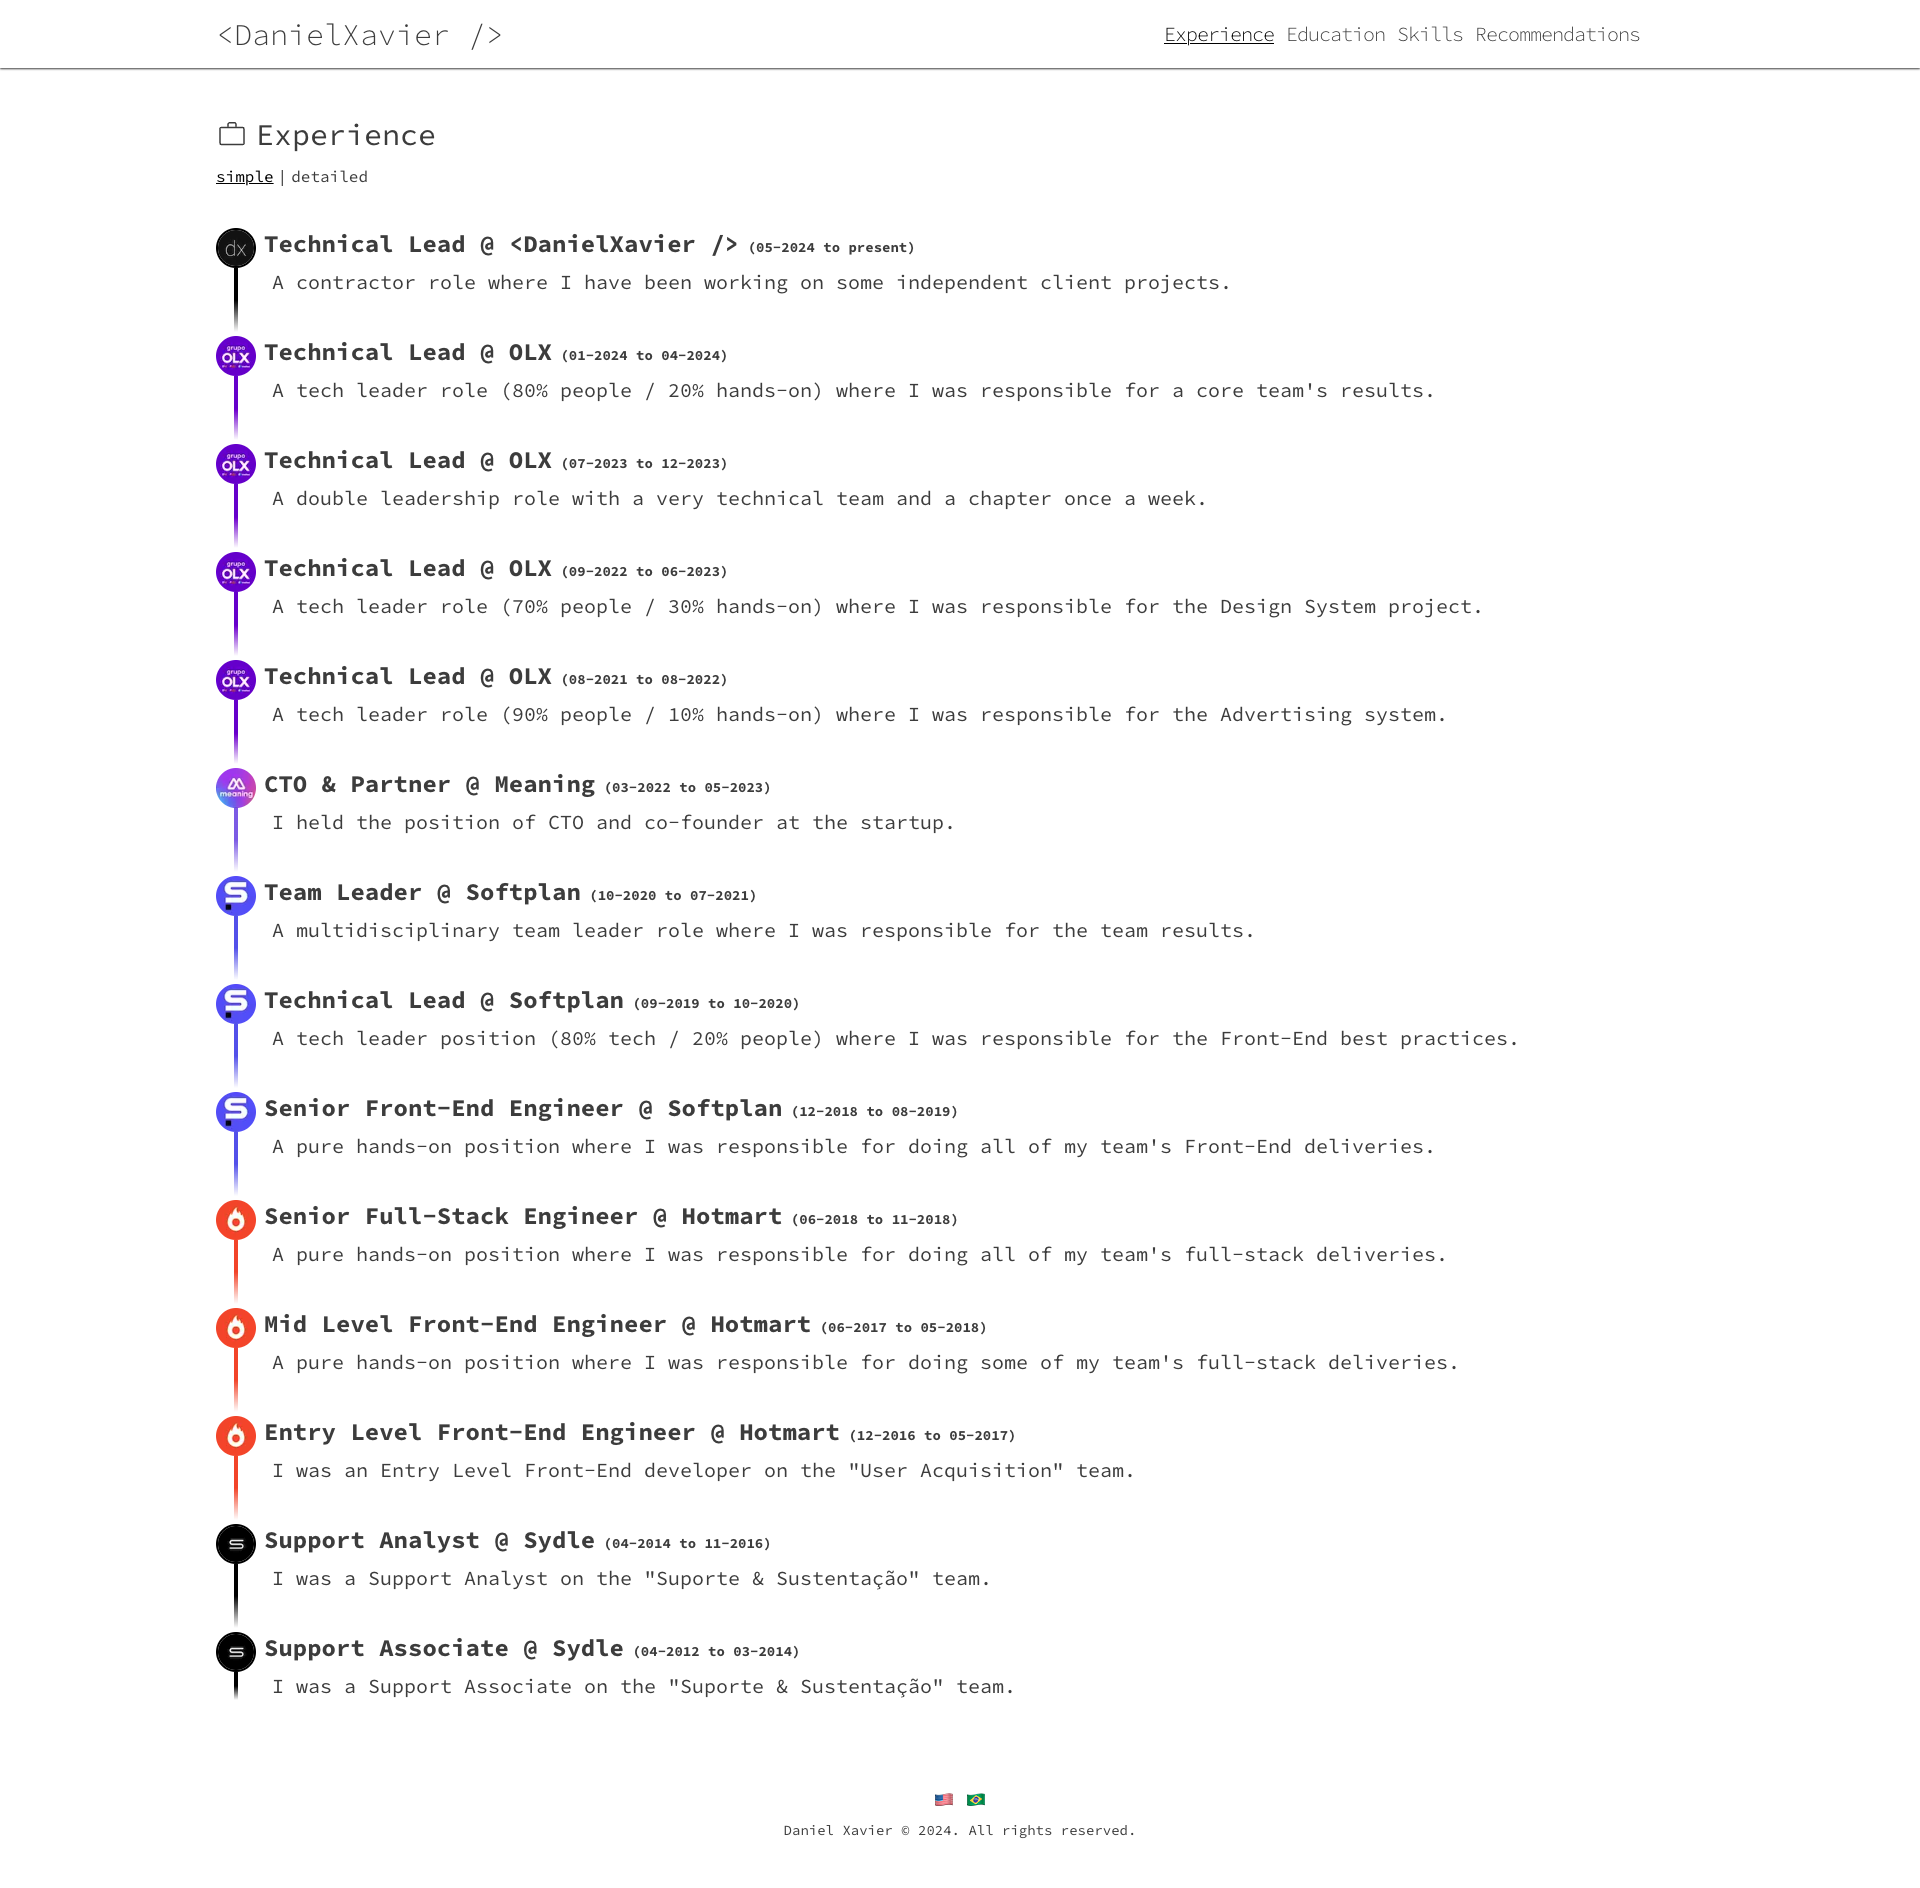 <DanielXavier />
Experience Education Skills Recommendations
Experience
simple | detailed
dx
Technical Lead @ <DanielXavier /> (05-2024 to present)
A contractor role where I have been working on some independent client projects.
grupo
OLX
Technical Lead @ OLX (01-2024 to 04-2024)
A tech leader role (80% people / 20% hands-on) where I was responsible for a core team's results.
grupo
OLX
Technical Lead @ OLX (07-2023 to 12-2023)
A double leadership role with a very technical team and a chapter once a week.
grupo
OLX
Technical Lead @ OLX (09-2022 to 06-2023)
A tech leader role (70% people / 30% hands-on) where I was responsible for the Design System project.
grupo
OLX
Technical Lead @ OLX (08-2021 to 08-2022)
A tech leader role (90% people / 10% hands-on) where I was responsible for the Advertising system.
meaning
CTO & Partner @ Meaning (03-2022 to 05-2023)
I held the position of CTO and co-founder at the startup.
Team Leader @ Softplan (10-2020 to 07-2021)
A multidisciplinary team leader role where I was responsible for the team results.
Technical Lead @ Softplan (09-2019 to 10-2020)
A tech leader position (80% tech / 20% people) where I was responsible for the Front-End best practices.
Senior Front-End Engineer @ Softplan (12-2018 to 08-2019)
A pure hands-on position where I was responsible for doing all of my team's Front-End deliveries.
Senior Full-Stack Engineer @ Hotmart (06-2018 to 11-2018)
A pure hands-on position where I was responsible for doing all of my team's full-stack deliveries.
Mid Level Front-End Engineer @ Hotmart (06-2017 to 05-2018)
A pure hands-on position where I was responsible for doing some of my team's full-stack deliveries.
Entry Level Front-End Engineer @ Hotmart (12-2016 to 05-2017)
I was an Entry Level Front-End developer on the "User Acquisition" team.
Support Analyst @ Sydle (04-2014 to 11-2016)
I was a Support Analyst on the "Suporte & Sustentação" team.
Support Associate @ Sydle (04-2012 to 03-2014)
I was a Support Associate on the "Suporte & Sustentação" team.
Daniel Xavier © 2024. All rights reserved.